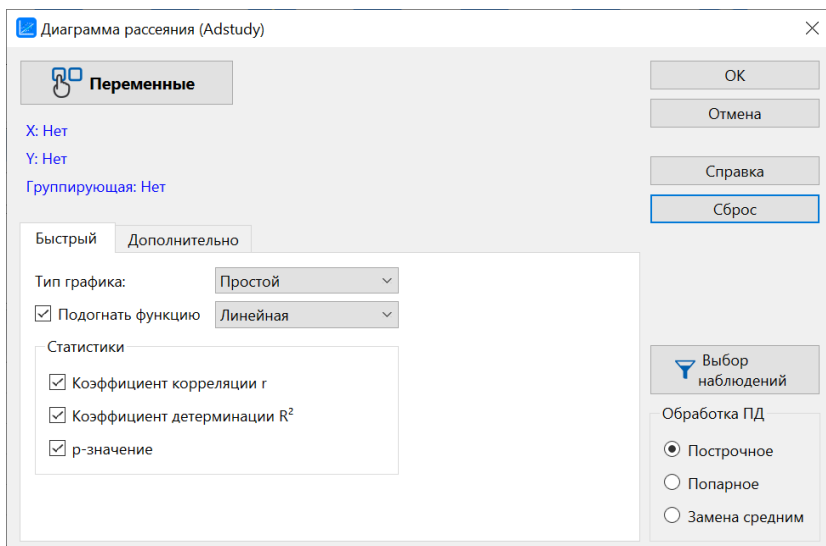 Диаграмма рассеяния (Adstudy)
Переменные
X: Нет
Y: Нет
Группирующая: Нет
OK
Отмена
Справка
Сброс
Быстрый
Дополнительно
Тип графика:
Простой
Подогнать функцию
Линейная
Статистики
Коэффициент корреляции r
Коэффициент детерминации R²
p-значение
Выбор
наблюдений
Обработка ПД
Построчное
Попарное
Замена средним